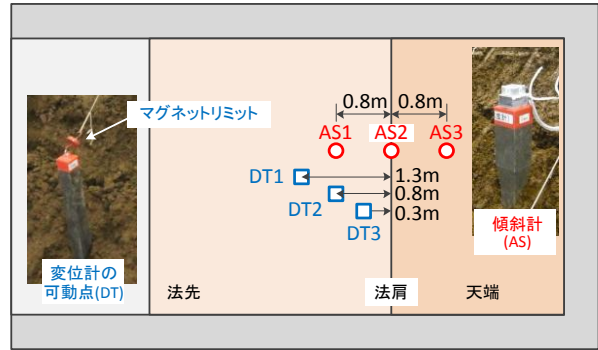 マグネットリミット
0.8m
0.8m
AS1
AS2
AS3
DT1
1.3m
DT2
0.8m
DT3
0.3m
変位計の
可動点(DT)
傾斜計
(AS)
法先
法肩
天端